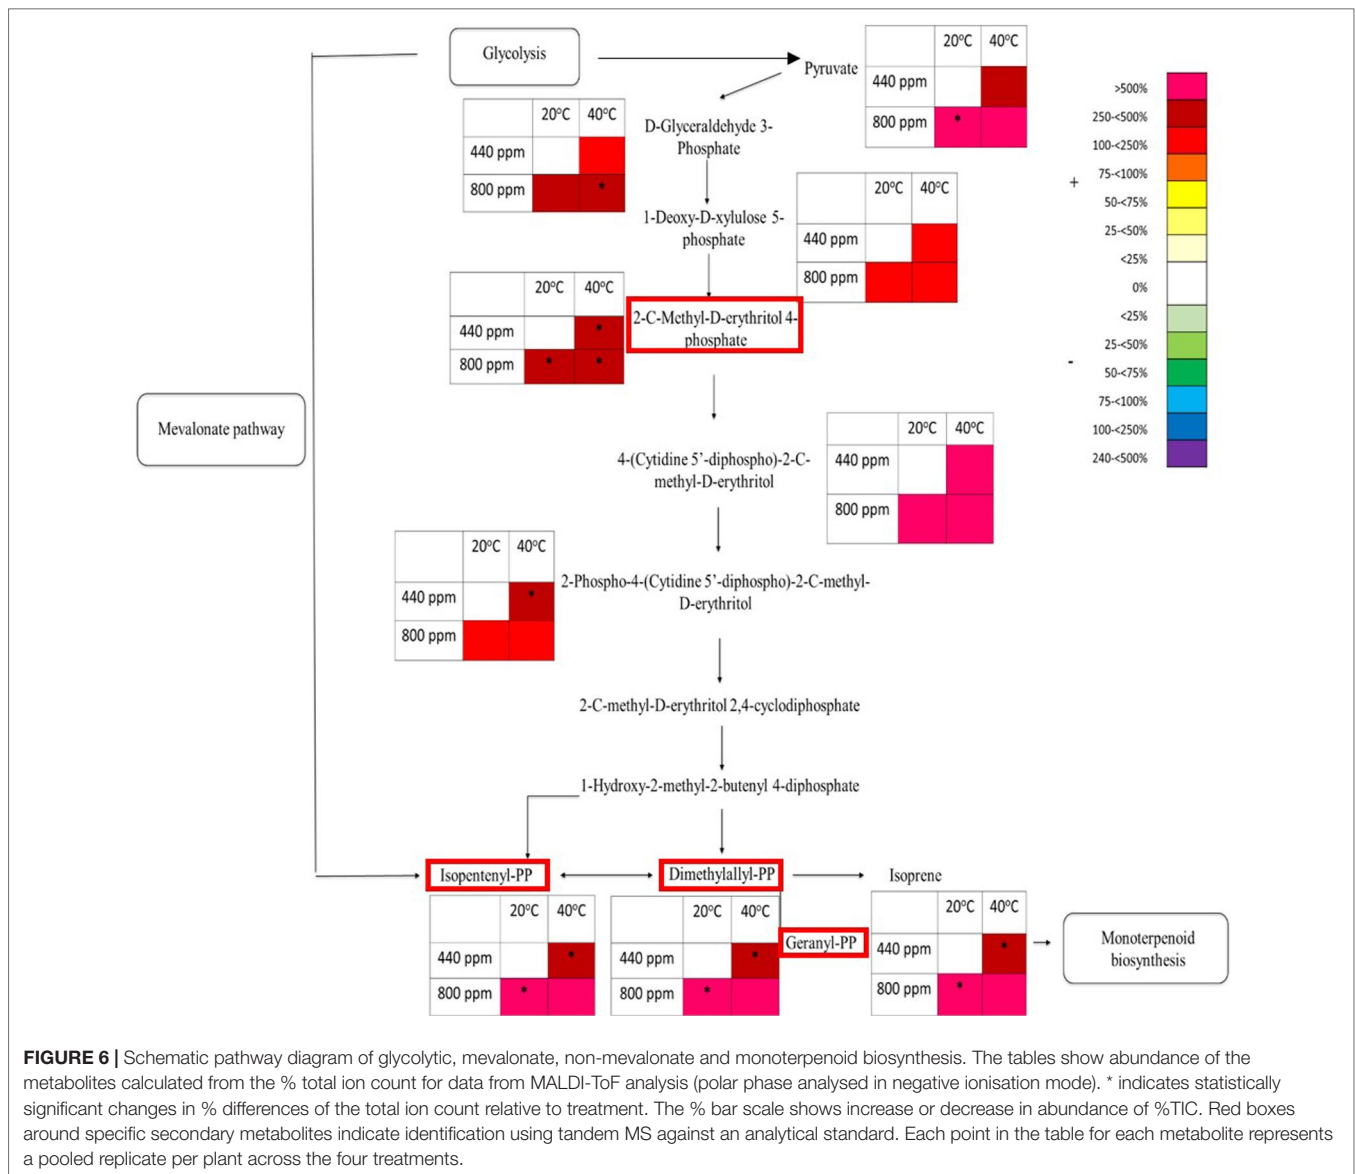 Glycolysis
Pyruvate
20°C 40°C
440 ppm
800 ppm *
20°C 40°C
440 ppm
800 ppm *
D-Glyceraldehyde 3-
Phosphate
>500%
250-<500%
100-<250%
75-<100%
+
50-<75%
25-<50%
<25%
0%
<25%
25-<50%
-
50-<75%
75-<100%
100-<250%
240-<500%
20°C 40°C
440 ppm
800 ppm
1-Deoxy-D-xylulose 5-
phosphate
20°C 40°C
440 ppm *
800 ppm * *
2-C-Methyl-D-erythritol 4-
phosphate
Mevalonate pathway
20°C 40°C
440 ppm
800 ppm
4-(Cytidine 5’-diphospho)-2-C-
methyl-D-erythritol
20°C 40°C
440 ppm *
800 ppm
2-Phospho-4-(Cytidine 5’-diphospho)-2-C-methyl-
D-erythritol
2-C-methyl-D-erythritol 2,4-cyclodiphosphate
1-Hydroxy-2-methyl-2-butenyl 4-diphosphate
Isopentenyl-PP
Dimethylallyl-PP
Isoprene
20°C 40°C
440 ppm *
800 ppm *
20°C 40°C
440 ppm *
800 ppm *
Geranyl-PP
20°C 40°C
440 ppm *
800 ppm *
Monoterpenoid
biosynthesis
FIGURE 6 | Schematic pathway diagram of glycolytic, mevalonate, non-mevalonate and monoterpenoid biosynthesis. The tables show abundance of the
metabolites calculated from the % total ion count for data from MALDI-ToF analysis (polar phase analysed in negative ionisation mode). * indicates statistically
significant changes in % differences of the total ion count relative to treatment. The % bar scale shows increase or decrease in abundance of %TIC. Red boxes
around specific secondary metabolites indicate identification using tandem MS against an analytical standard. Each point in the table for each metabolite represents
a pooled replicate per plant across the four treatments.